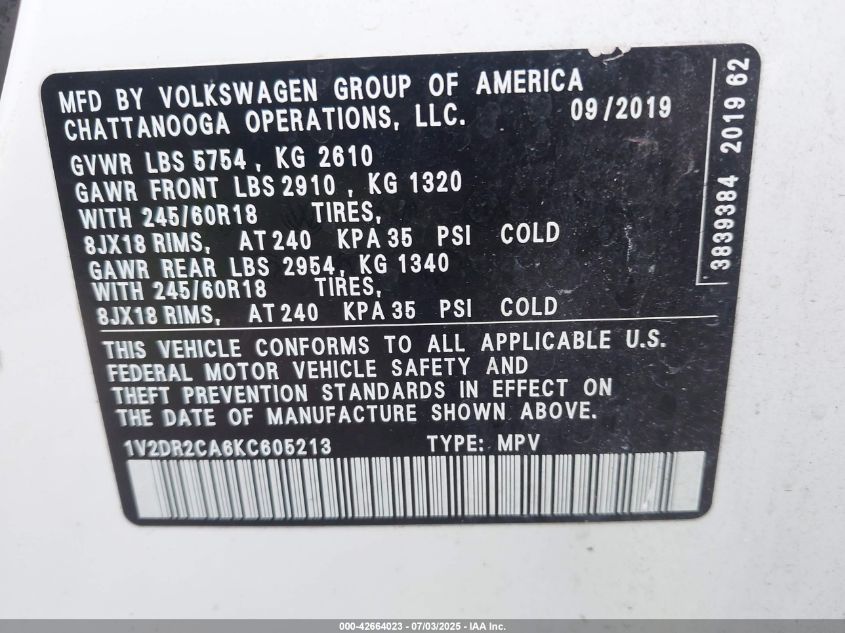 MFD BY VOLKSWAGEN GROUP OF AMERICA
CHATTANOOGA OPERATIONS, LLC. 09/2019
GVWR LBS 5754, KG 2610
GAWR FRONT LBS 2910, KG 1320
WITH 245/60R18 TIRES,
8JX18 RIMS, AT 240 KPA 35 PSI COLD
GAWR REAR LBS 2954, KG 1340
WITH 245/60R18 TIRES,
8JX18 RIMS, AT 240 KPA 35 PSI COLD
THIS VEHICLE CONFORMS TO ALL APPLICABLE U.S.
FEDERAL MOTOR VEHICLE SAFETY AND
THEFT PREVENTION STANDARDS IN EFFECT ON
THE DATE OF MANUFACTURE SHOWN ABOVE.
1V2DR2CA6KC605213 TYPE: MPV
3839384 2019 62
000-42664023 - 07/03/2025 - IAA Inc.